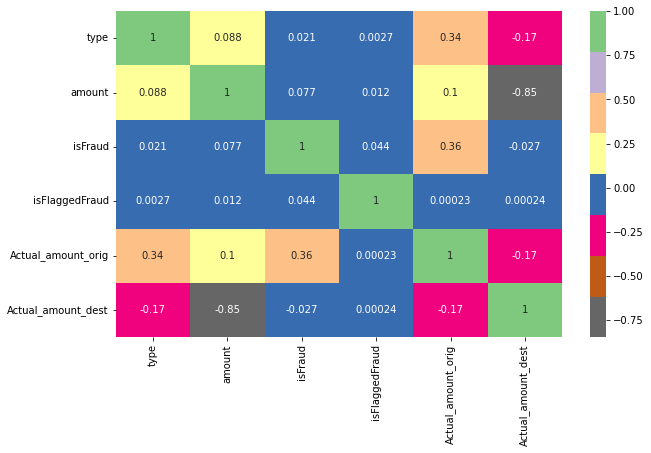 type 1 0.088 0.021 0.0027 0.34 -0.17
amount 0.088 1 0.077 0.012 0.1 -0.85
isFraud 0.021 0.077 1 0.044 0.36 -0.027
isFlaggedFraud 0.0027 0.012 0.044 1 0.00023 0.00024
Actual_amount_orig 0.34 0.1 0.36 0.00023 1 -0.17
Actual_amount_dest -0.17 -0.85 -0.027 0.00024 -0.17 1
type
amount
isFraud
isFlaggedFraud
Actual_amount_orig
Actual_amount_dest
1.00
0.75
0.50
0.25
0.00
−0.25
−0.50
−0.75